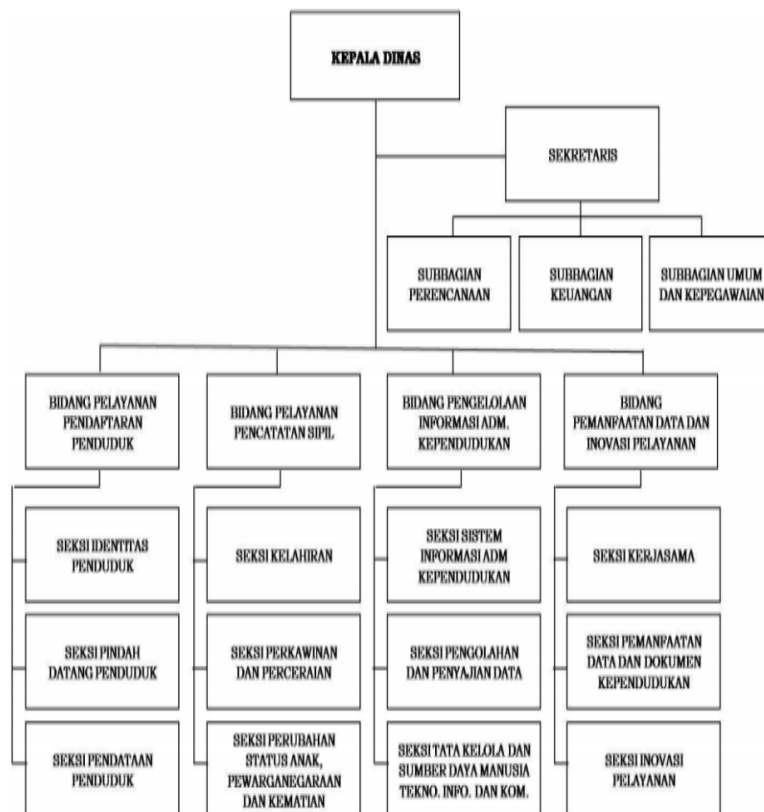 KEPALA DINAS
SEKRETARIS
SUBBAGIAN
PERENCANAAN
SUBBAGIAN
KEUANGAN
SUBBAGIAN UMUM
DAN KEPEGAWAIAN
BIDANG PELAYANAN
PENDAFTARAN
PENDUDUK
BIDANG PELAYANAN
PENCATATAN SIPIL
BIDANG PENGELOLAAN
INFORMASI ADM.
KEPENDUDUKAN
BIDANG
PEMANFAATAN DATA DAN
INOVASI PELAYANAN
SEKSI IDENTITAS
PENDUDUK
SEKSI KELAHIRAN
SEKSI SISTEM
INFORMASI ADM
KEPENDUDUKAN
SEKSI KERJASAMA
SEKSI PINDAH
DATANG PENDUDUK
SEKSI PERKAWINAN
DAN PERCERAIAN
SEKSI PENGOLAHAN
DAN PENYAJIAN DATA
SEKSI PEMANFAATAN
DATA DAN DOKUMEN
KEPENDUDUKAN
SEKSI PENDATAAN
PENDUDUK
SEKSI PERUBAHAN
STATUS ANAK,
PEWARGANEGARAAN
DAN KEMATIAN
SEKSI TATA KELOLA DAN
SUMBER DAYA MANUSIA
TEKNO. INFO. DAN KOM.
SEKSI INOVASI
PELAYANAN